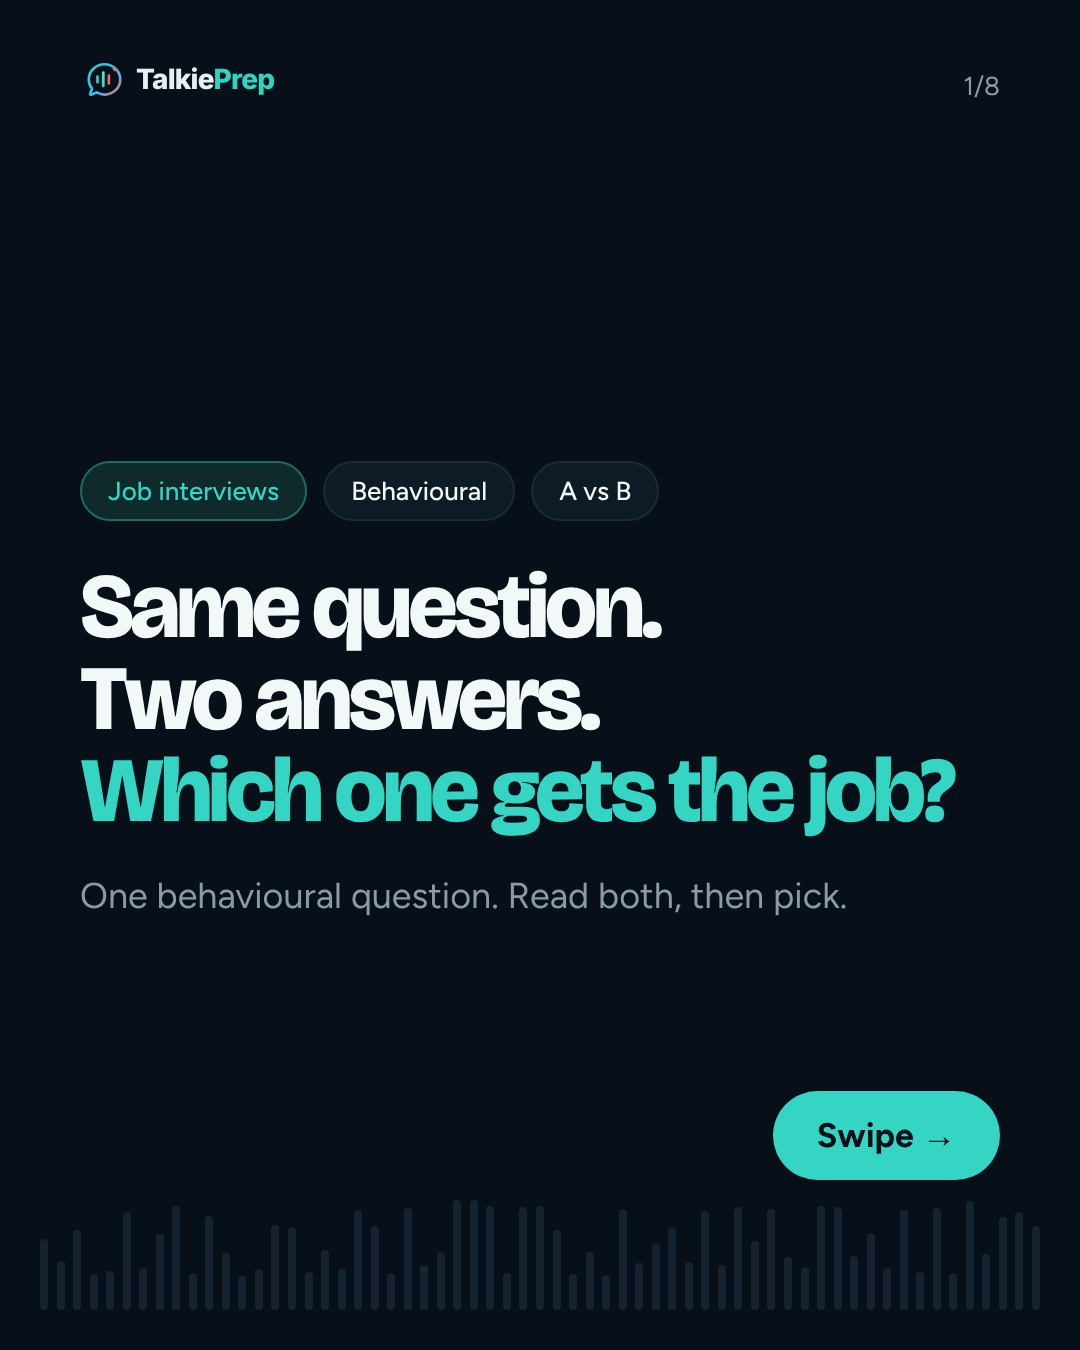 TalkiePrep
1/8
Job interviews
Behavioural
A vs B
Same question.
Two answers.
Which one gets the job?
One behavioural question. Read both, then pick.
Swipe →